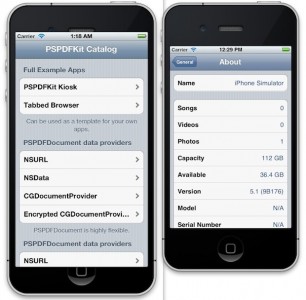 1:18 AM
PSPDFKit Catalog
Full Example Apps
PSPDFKit Kiosk
Tabbed Browser
Can be used as a template for your own
apps.
PSPDFDocument data providers
NSURL
NSData
CGDocumentProvider
Encrypted CGDocumentProvi...
PSPDFDocument is highly flexible.
PSPDFDocument data providers
NSURL
Carrier
12:29 PM
General
About
Name iPhone Simulator
Songs 0
Videos 0
Photos 1
Capacity 112 GB
Available 36.4 GB
Version 5.1 (9B176)
Model N/A
Serial Number N/A